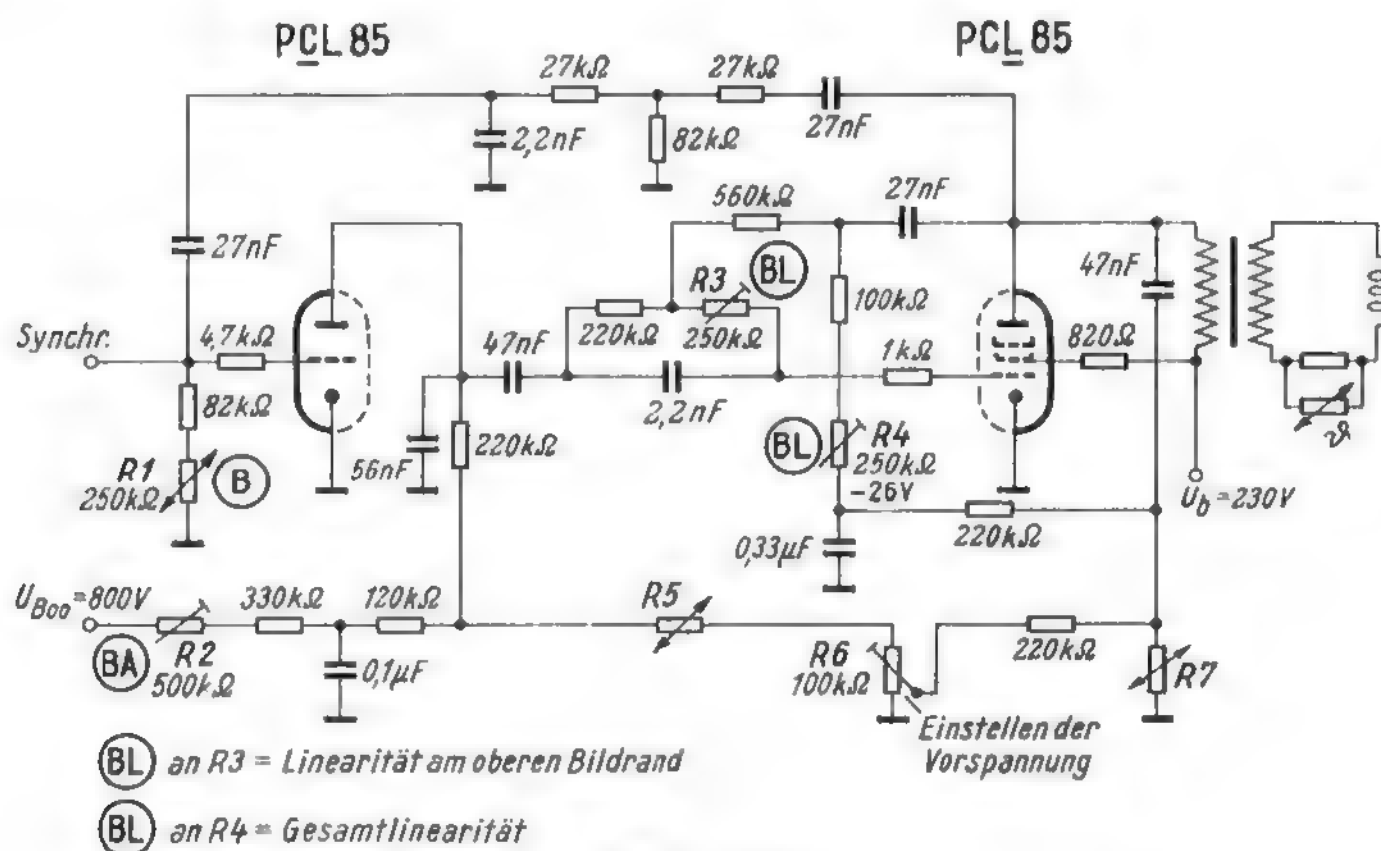 PCL 85
PCL 85
27kΩ
27kΩ
27nF
2,2nF
82kΩ
560kΩ
27nF
27nF
R3
BL
47nF
Synchr.
4,7kΩ
220kΩ
250kΩ
100kΩ
47nF
1kΩ
820Ω
82kΩ
2,2nF
R1
250kΩ
B
56nF
220kΩ
BL
R4
250kΩ
-26V
ϑ
Ub=230V
0,33µF
220kΩ
UBoo=800V
330kΩ
120kΩ
R5
BA
R2
500kΩ
0,1µF
R6
100kΩ
220kΩ
R7
Einstellen der
Vorspannung
BL an R3 = Linearität am oberen Bildrand
BL an R4 = Gesamtlinearität